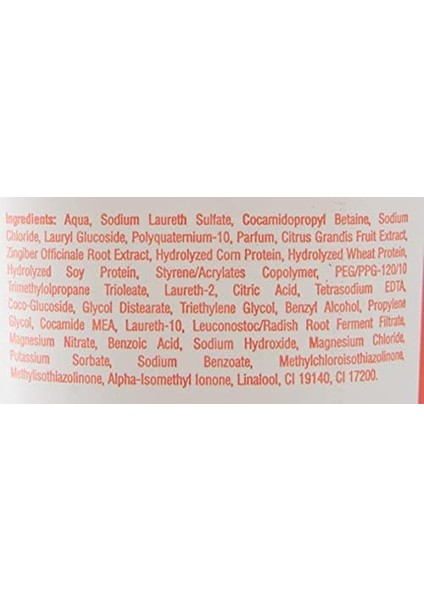 Ingredients: Aqua, Sodium Laureth Sulfate, Cocamidopropyl Betaine, Sodium
Chloride, Lauryl Glucoside, Polyquaternium-10, Parfum, Citrus Grandis Fruit Extract,
Zingiber Officinale Root Extract, Hydrolyzed Corn Protein, Hydrolyzed Wheat Protein,
Hydrolyzed Soy Protein, Styrene/Acrylates Copolymer, PEG/PPG-120/10
Trimethylolpropane Trioleate, Laureth-2, Citric Acid, Tetrasodium EDTA,
Coco-Glucoside, Glycol Distearate, Triethylene Glycol, Benzyl Alcohol, Propylene
Glycol, Cocamide MEA, Laureth-10, Leuconostoc/Radish Root Ferment Filtrate,
Magnesium Nitrate, Benzoic Acid, Sodium Hydroxide, Magnesium Chloride,
Potassium Sorbate, Sodium Benzoate, Methylchloroisothiazolinone,
Methylisothiazolinone, Alpha-Isomethyl Ionone, Linalool, CI 19140, CI 17200.